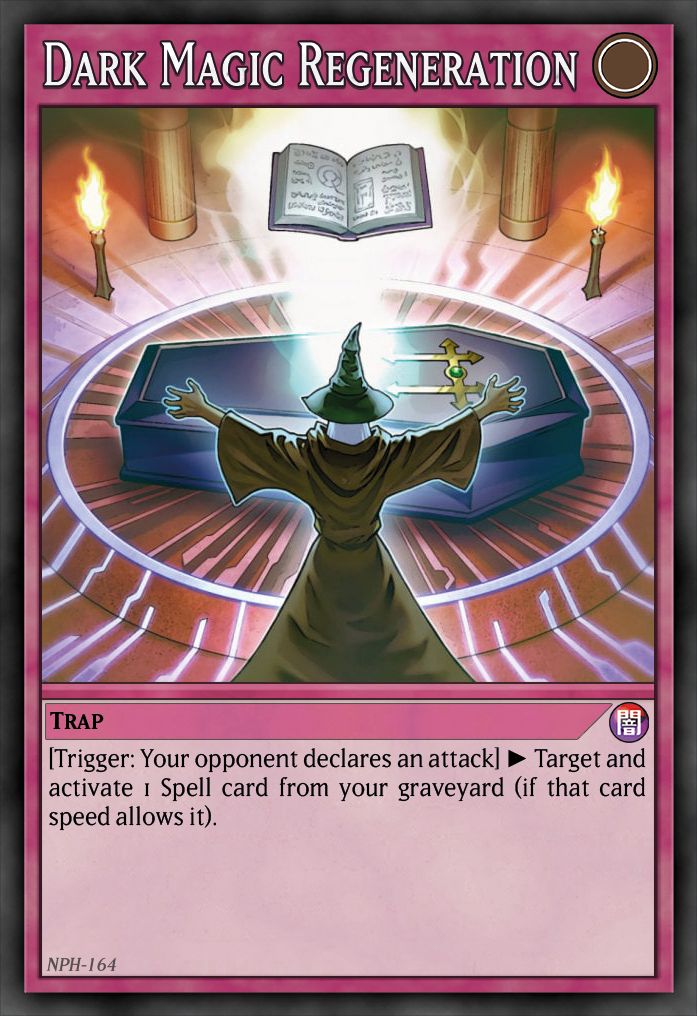 Dark Magic Regeneration
Trap
闇
[Trigger: Your opponent declares an attack] ► Target and
activate 1 Spell card from your graveyard (if that card
speed allows it).
NPH-164